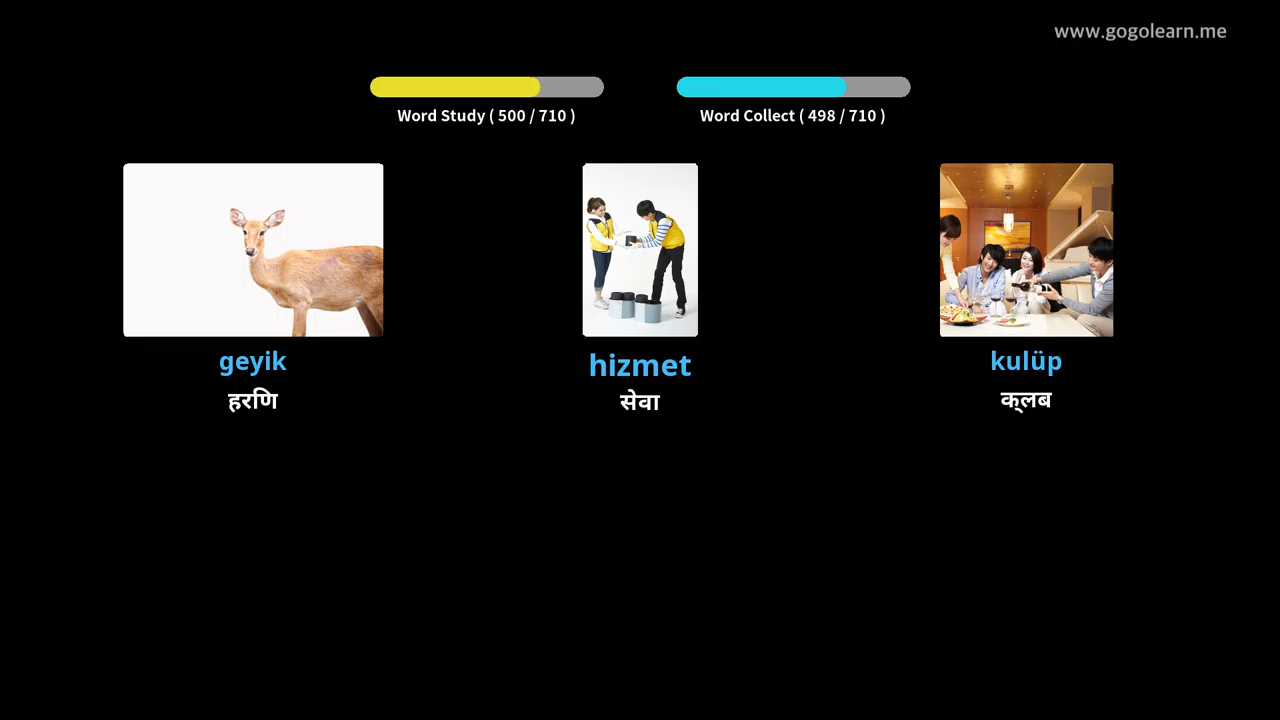 www.gogolearn.me
Word Study ( 500 / 710 )
Word Collect ( 498 / 710 )
geyik
hizmet
kulüp
हरणि
सेवा
क्‌लब